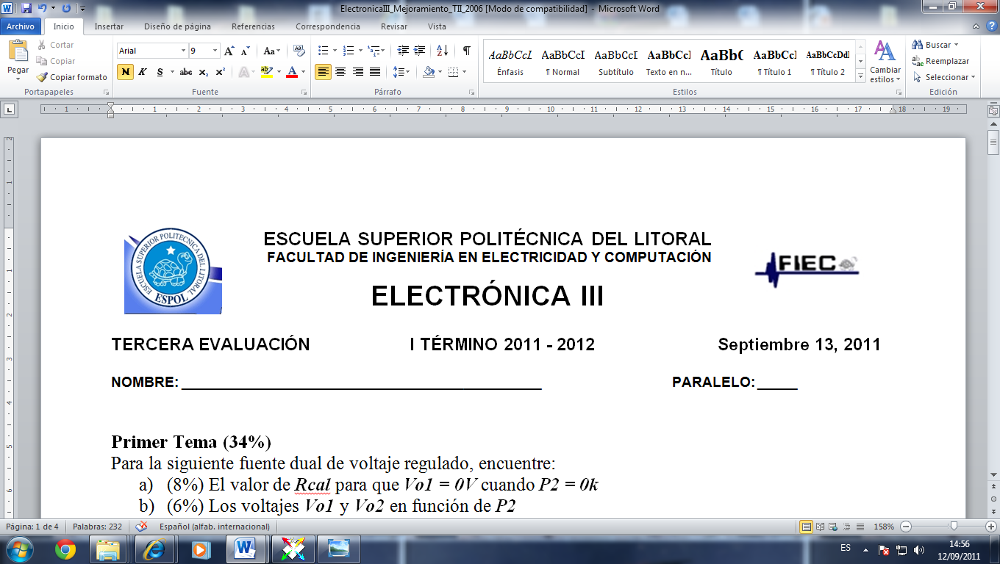 ElectronicaIII_Mejoramiento_TII_2006 [Modo de compatibilidad] - Microsoft Word
Archivo Inicio Insertar Diseño de página Referencias Correspondencia Revisar Vista
Pegar
Cortar
Copiar
Copiar formato
Portapapeles
Arial 9
N K S abc x₂ x²
Fuente
Párrafo
AaBbCcI AaBbCcI AaBbCcI AaBbCcI AaBbC AaBbCcI AaBbCcDdI
Énfasis ¶ Normal Subtítulo Texto en n... Título ¶ Título 1 ¶ Título 2
Estilos
Cambiar estilos
Buscar
Reemplazar
Seleccionar
Edición
1 1 2 3 4 5 6 7 8 9 10 11 12 13 14 15 16 17 18 19
ESCUELA SUPERIOR POLITECNICA DEL LITORAL
ESPOL
ESCUELA SUPERIOR POLITÉCNICA DEL LITORAL
FACULTAD DE INGENIERÍA EN ELECTRICIDAD Y COMPUTACIÓN
FIEC
ELECTRÓNICA III
TERCERA EVALUACIÓN I TÉRMINO 2011 - 2012 Septiembre 13, 2011
NOMBRE: PARALELO:
Primer Tema (34%)
Para la siguiente fuente dual de voltaje regulado, encuentre:
a) (8%) El valor de Rcal para que Vo1 = 0V cuando P2 = 0k
b) (6%) Los voltajes Vo1 y Vo2 en función de P2
Página: 1 de 4 Palabras: 232 Español (alfab. internacional) 158%
ES 14:56
12/09/2011